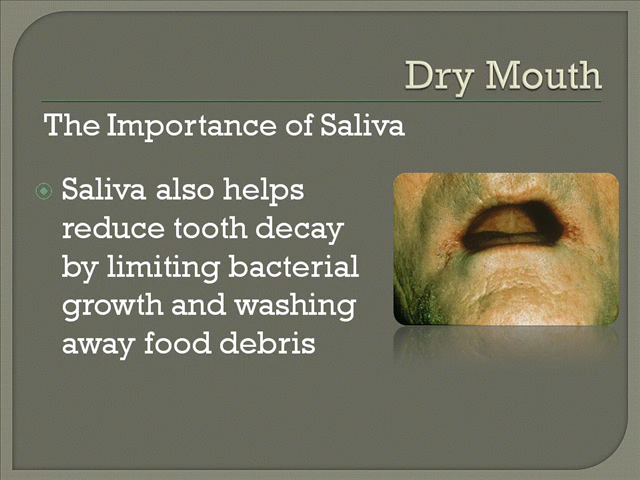 Dry Mouth
The Importance of Saliva
Saliva also helps
reduce tooth decay
by limiting bacterial
growth and washing
away food debris